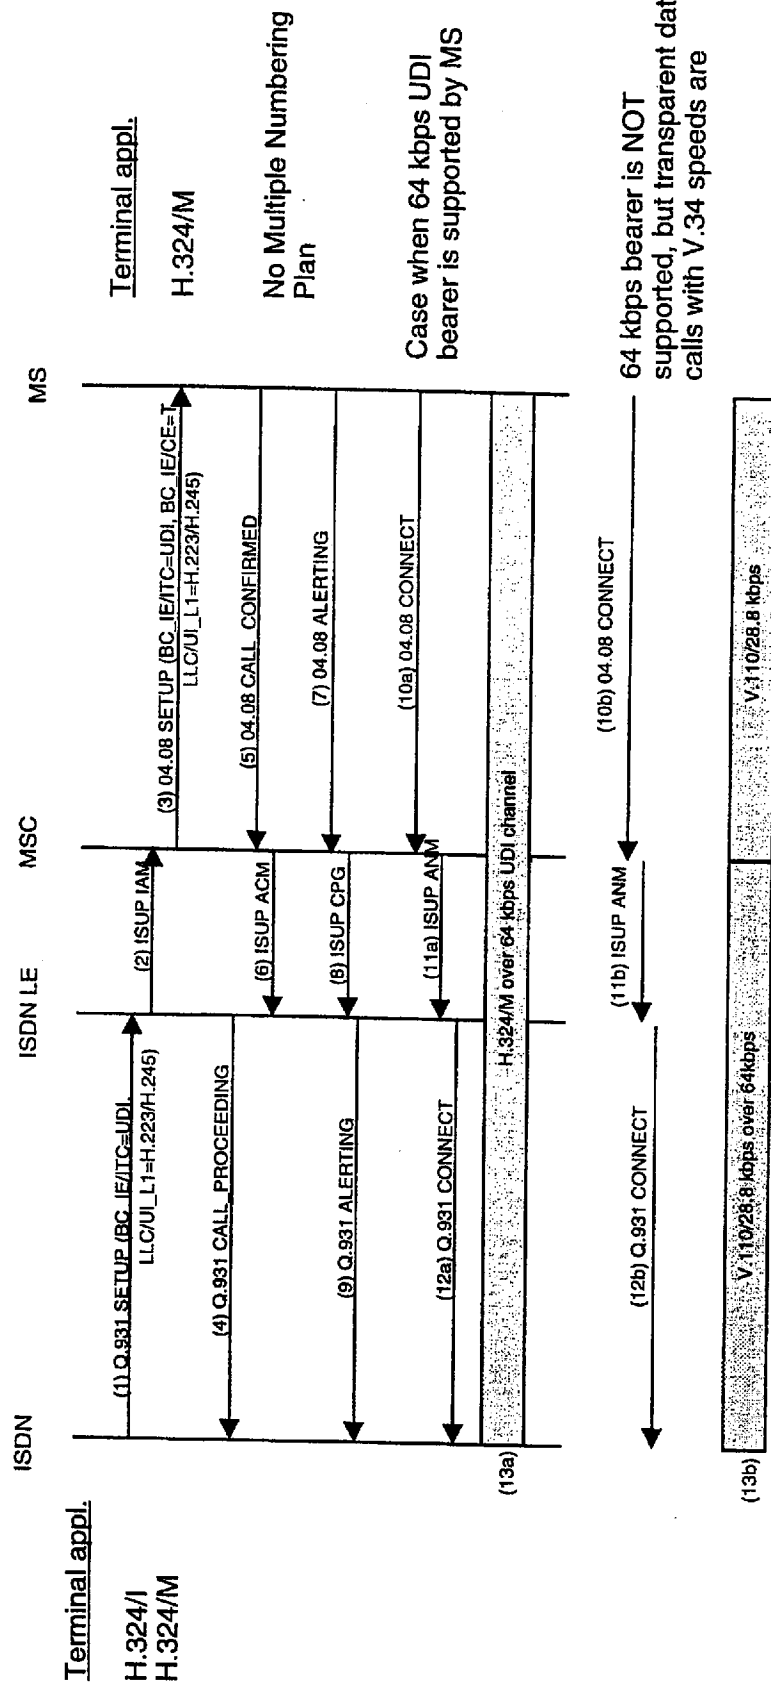 Terminal appl.
H.324/I
H.324/M
ISDN
ISDN LE
MSC
MS
Terminal appl.
H.324/M
No Multiple Numbering
Plan
Case when 64 kbps UDI
bearer is supported by MS
(1) Q.931 SETUP (BC_IE/ITC=UDI,
LLC/UI_L1=H.223/H.245)
(2) ISUP IAM
(3) 04.08 SETUP (BC_IE/ITC=UDI, BC_IE/CE=T
LLC/UI_L1=H.223/H.245)
(4) Q.931 CALL_PROCEEDING
(5) 04.08 CALL_CONFIRMED
(6) ISUP ACM
(7) 04.08 ALERTING
(8) ISUP CPG
(9) Q.931 ALERTING
(10a) 04.08 CONNECT
(11a) ISUP ANM
(12a) Q.931 CONNECT
(13a)
H.324/M over 64 kbps UDI channel
64 kbps bearer is NOT
supported, but transparent dat
calls with V.34 speeds are
(10b) 04.08 CONNECT
(11b) ISUP ANM
(12b) Q.931 CONNECT
(13b)
V.110/28,8 kbps over 64kbps
V.110/28.8 kbps